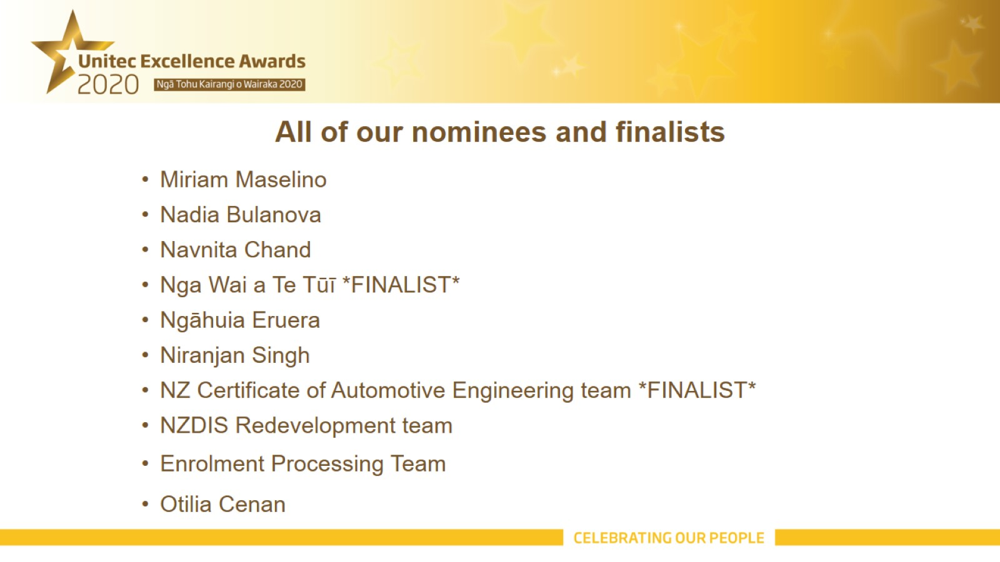 Unitec Excellence Awards
2020 Ngā Tohu Kairangi o Wairaka 2020
All of our nominees and finalists
• Miriam Maselino
• Nadia Bulanova
• Navnita Chand
• Nga Wai a Te Tūī *FINALIST*
• Ngāhuia Eruera
• Niranjan Singh
• NZ Certificate of Automotive Engineering team *FINALIST*
• NZDIS Redevelopment team
• Enrolment Processing Team
• Otilia Cenan
CELEBRATING OUR PEOPLE